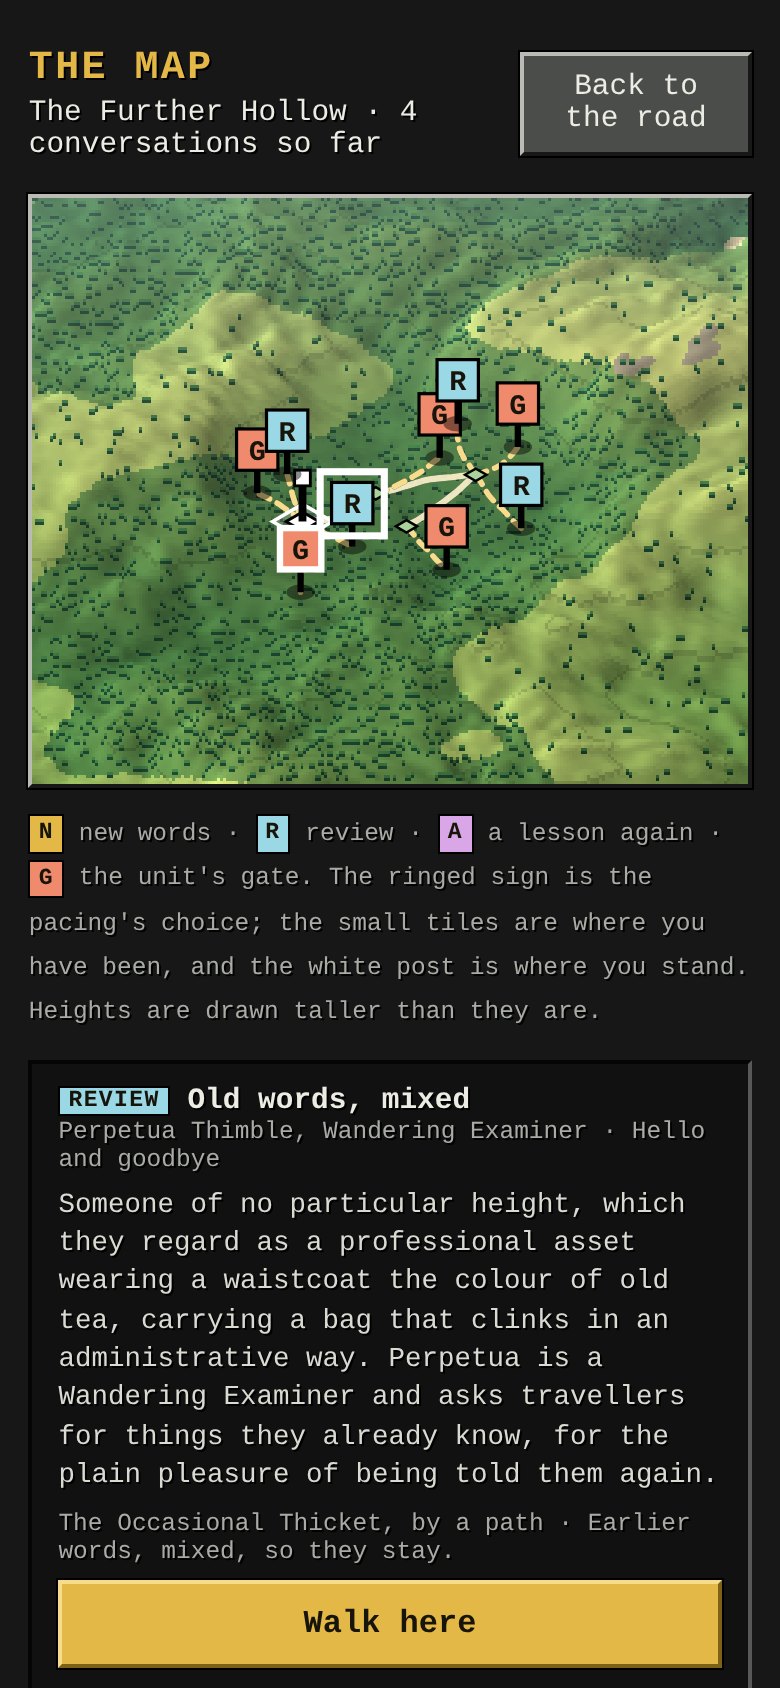 THE MAP
The Further Hollow · 4
conversations so far
Back to
the road
R
G
G
R
G
R
R
G
G
N new words · R review · A a lesson again ·
G the unit's gate. The ringed sign is the
pacing's choice; the small tiles are where you
have been, and the white post is where you stand.
Heights are drawn taller than they are.
REVIEW Old words, mixed
Perpetua Thimble, Wandering Examiner · Hello
and goodbye
Someone of no particular height, which
they regard as a professional asset
wearing a waistcoat the colour of old
tea, carrying a bag that clinks in an
administrative way. Perpetua is a
Wandering Examiner and asks travellers
for things they already know, for the
plain pleasure of being told them again.
The Occasional Thicket, by a path · Earlier
words, mixed, so they stay.
Walk here